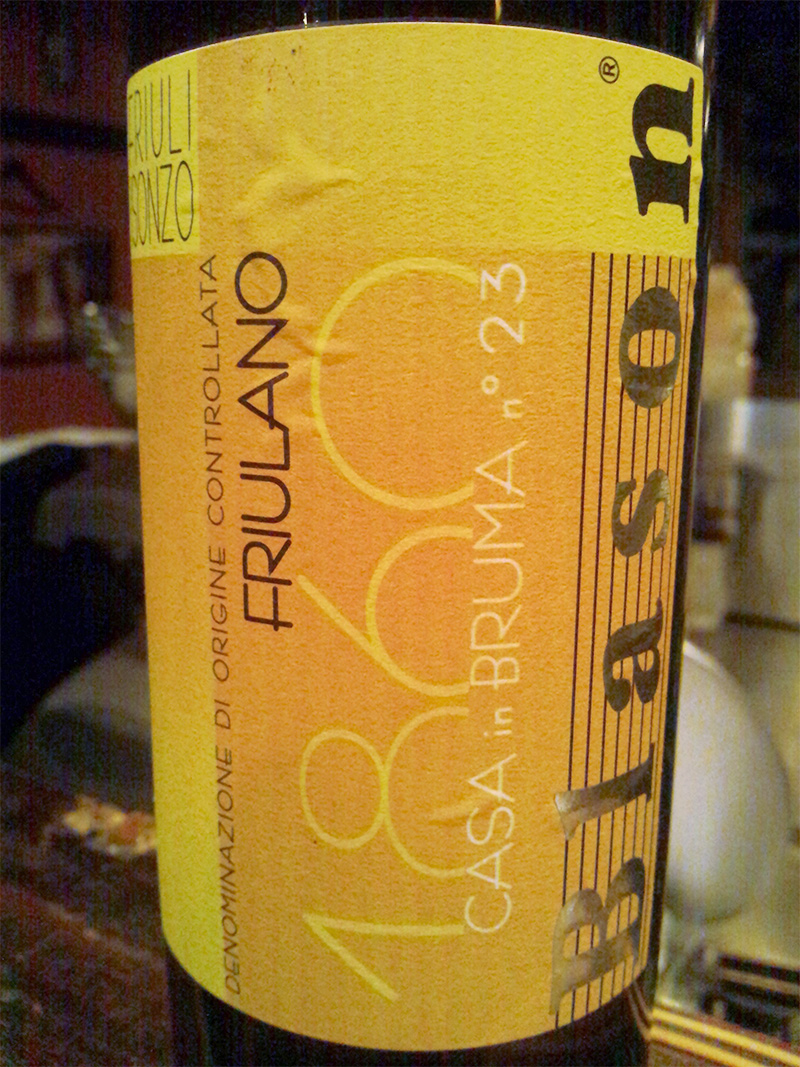 FRIULI
ISONZO
DENOMINAZIONE DI ORIGINE CONTROLLATA
FRIULANO
1860
CASA in BRUMA n° 23
Blason®